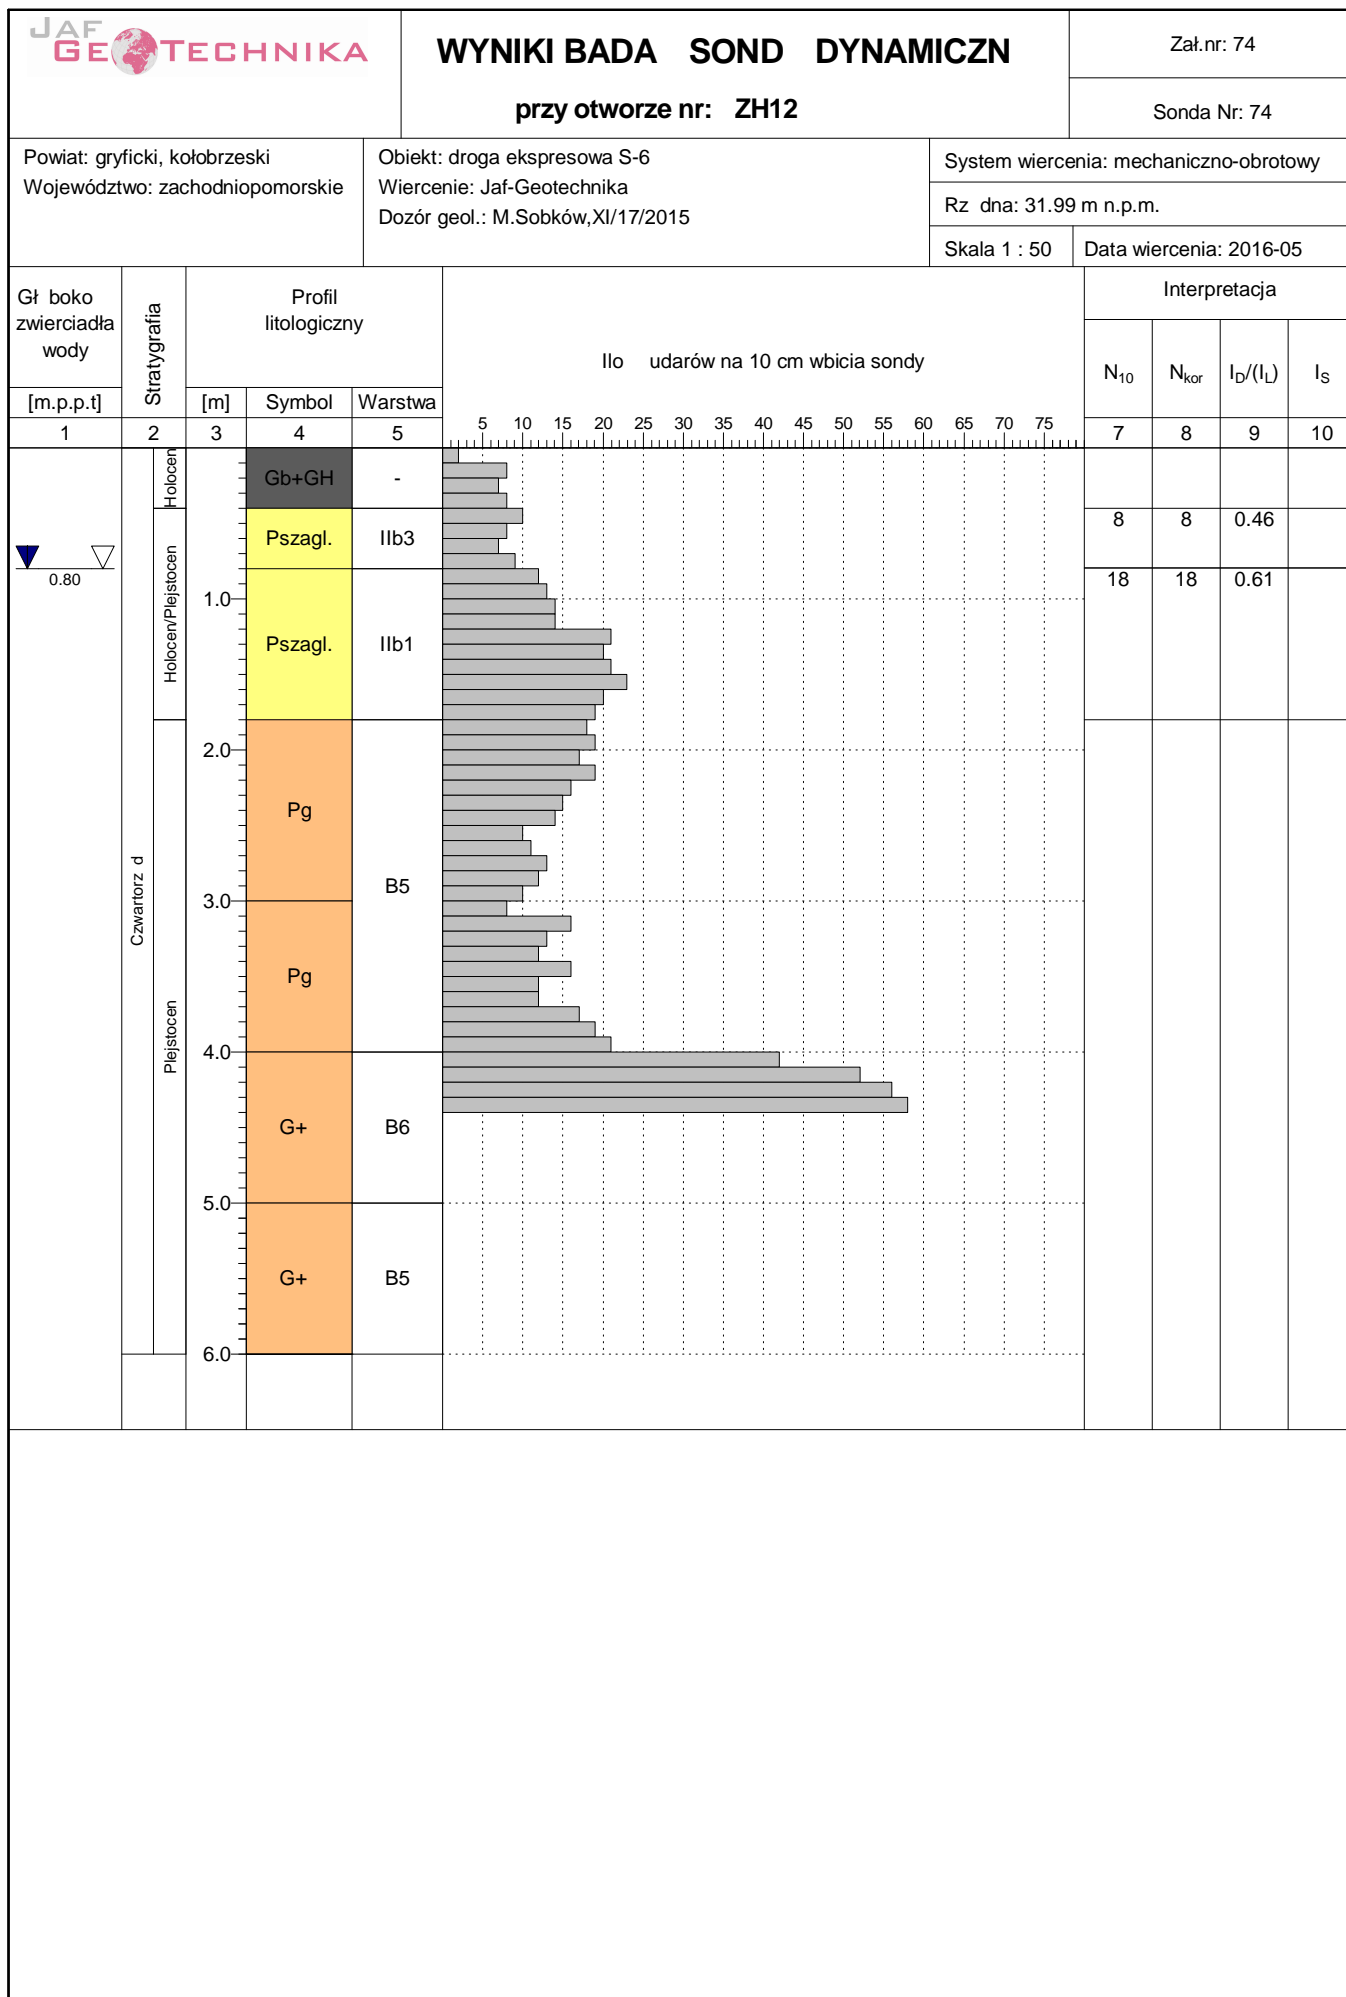 JAF
GEOTECHNIKA
WYNIKI BADA SOND DYNAMICZN
przy otworze nr: ZH12
Zał.nr: 74
Sonda Nr: 74
Powiat: gryficki, kołobrzeski
Województwo: zachodniopomorskie
Obiekt: droga ekspresowa S-6
Wiercenie: Jaf-Geotechnika
Dozór geol.: M.Sobków,XI/17/2015
System wiercenia: mechaniczno-obrotowy
Rz dna: 31.99 m n.p.m.
Skala 1 : 50
Data wiercenia: 2016-05
Gł boko
zwierciadła
wody
[m.p.p.t]
Stratygrafia
Profil
litologiczny
[m] Symbol Warstwa
Ilo udarów na 10 cm wbicia sondy
Interpretacja
N10 Nkor ID/(IL) IS
5 10 15 20 25 30 35 40 45 50 55 60 65 70 75
1 2 3 4 5 7 8 9 10
Holocen
Gb+GH -
Pszagl. IIb3 8 8 0.46
0.80
18 18 0.61
1.0
Holocen/Plejstocen
Pszagl. IIb1
2.0
Pg
Czwartorz d
B5
3.0
Pg
Plejstocen
4.0
G+ B6
5.0
G+ B5
6.0